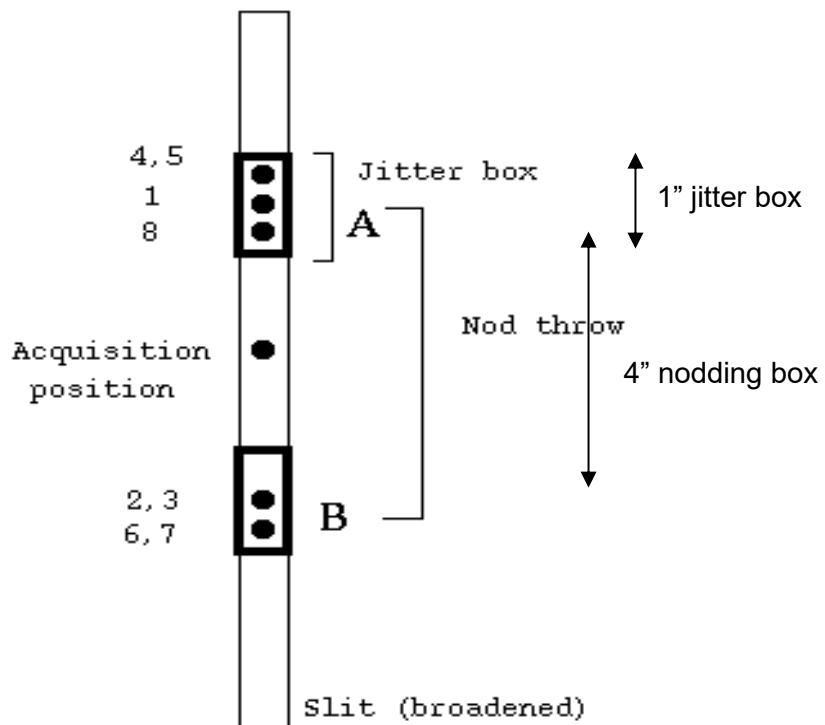 4,5
1
8
Jitter box
A
1” jitter box
Nod throw
Acquisition
position
4” nodding box
2,3
6,7
B
Slit (broadened)